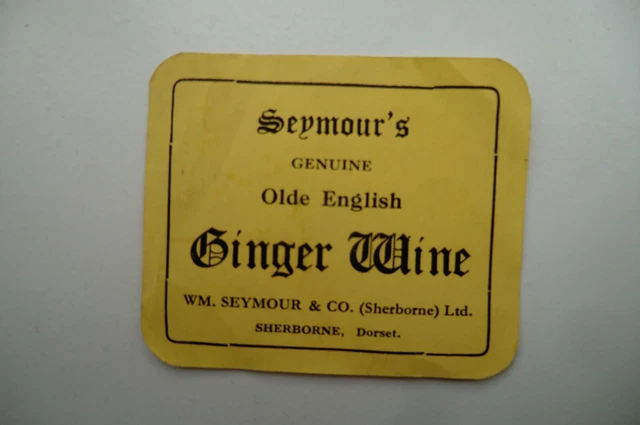 Seymour's
GENUINE
Olde English
Ginger Wine
WM. SEYMOUR & CO. (Sherborne) Ltd.
SHERBORNE, Dorset.